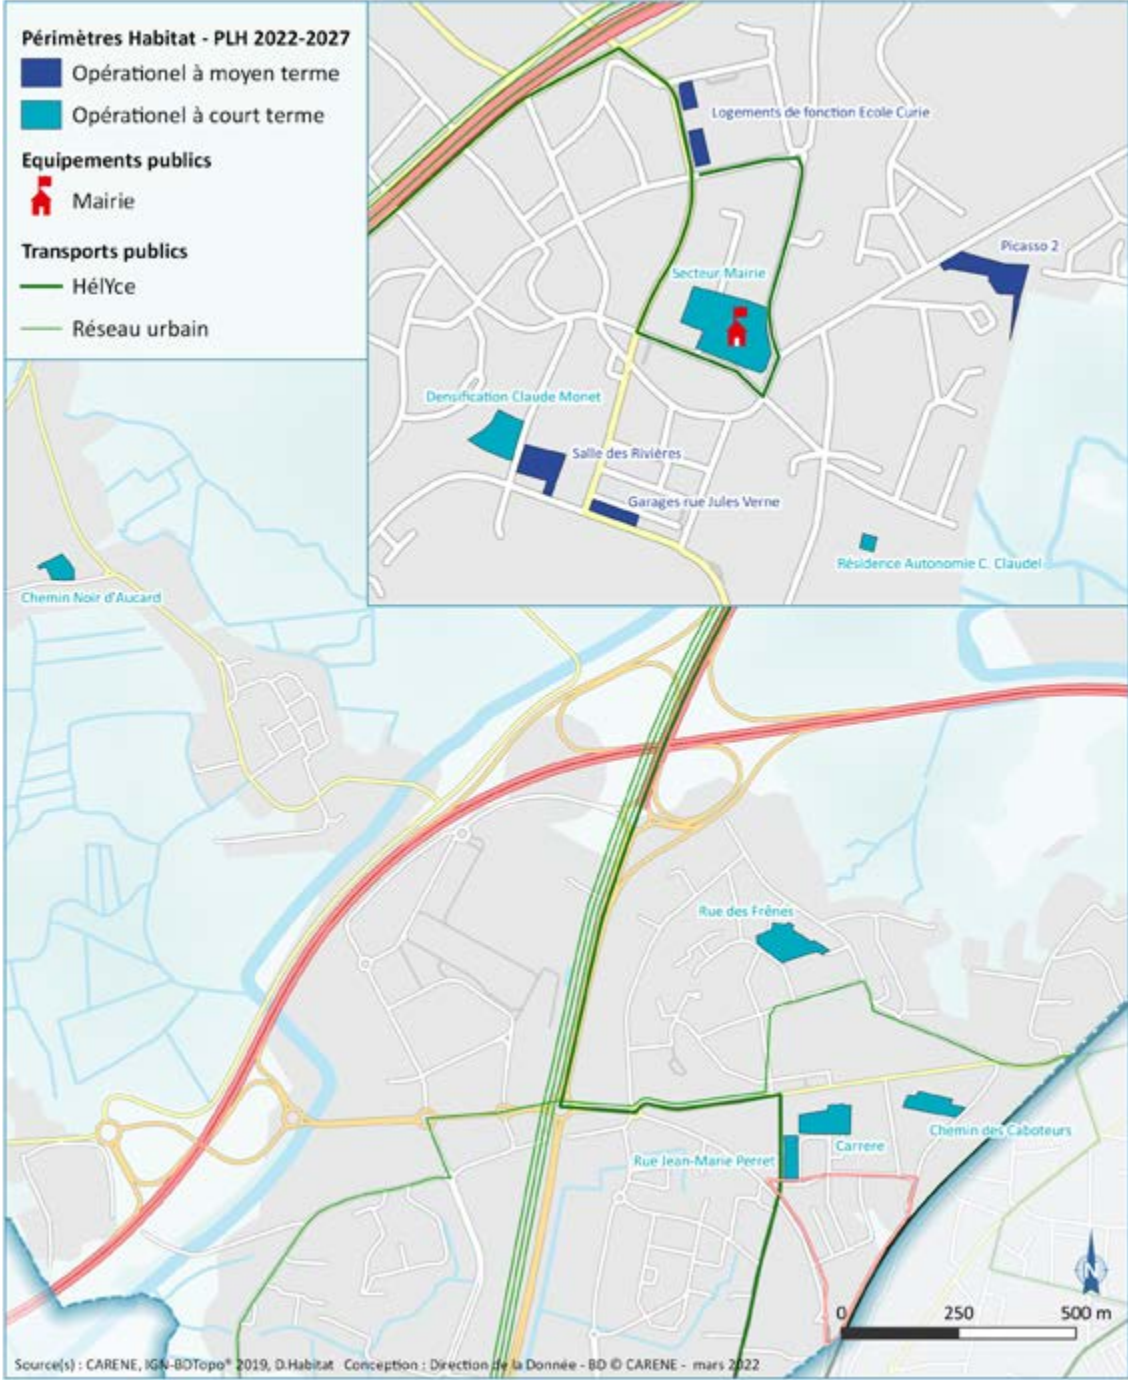 Périmètres Habitat - PLH 2022-2027
Opérationel à moyen terme
Opérationel à court terme
Equipements publics
Mairie
Transports publics
HélYce
Réseau urbain
Logements de fonction Ecole Curie
Picasso 2
Secteur Mairie
Densification Claude Monet
Salle des Rivières
Garages rue Jules Verne
Résidence Autonomie C. Claudel
Chemin Noir d'Aucard
Rue des Frênes
Chemin des Caboteurs
Carrere
Rue Jean-Marie Perret
N
0 250 500 m
Source(s) : CARENE, IGN-BDTopo® 2019, D.Habitat Conception : Direction de la Donnée - BD © CARENE - mars 2022